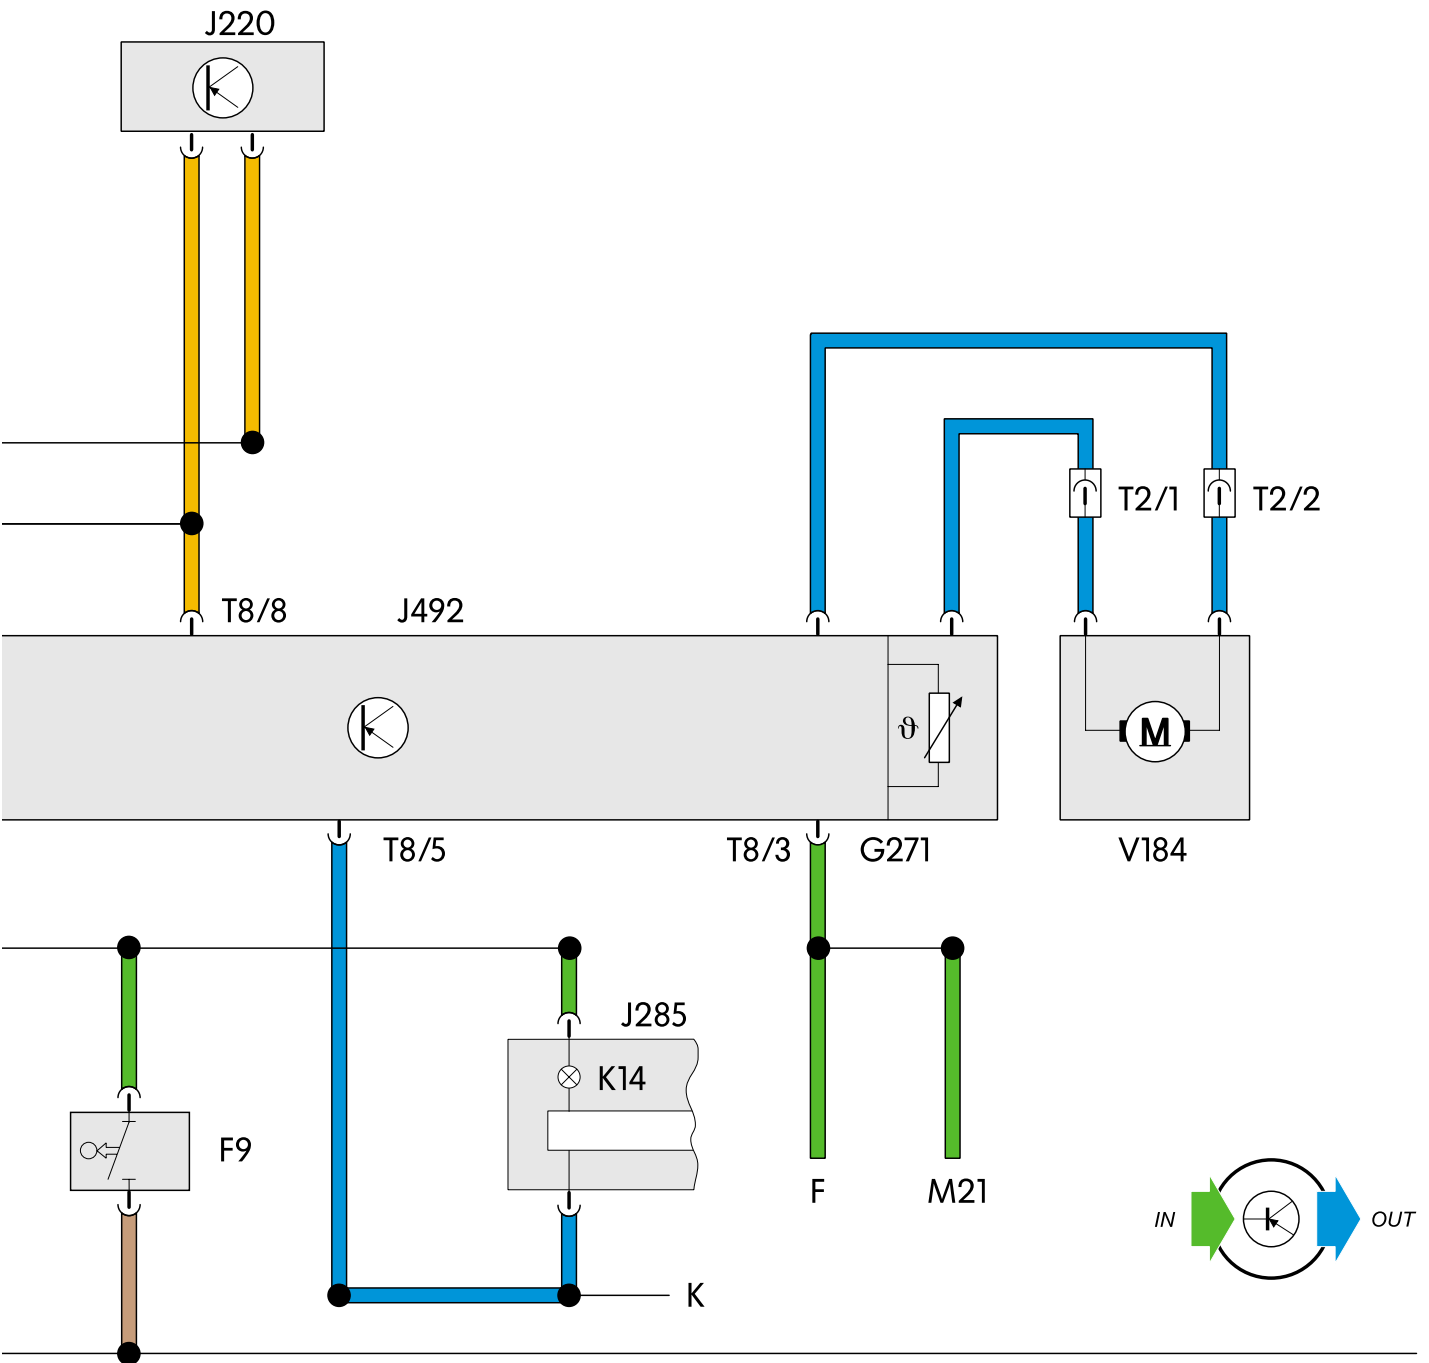 J220
T2/1
T2/2
T8/8
J492
ϑ
M
T8/5
T8/3
G271
V184
J285
K14
F9
F
M21
IN
OUT
K